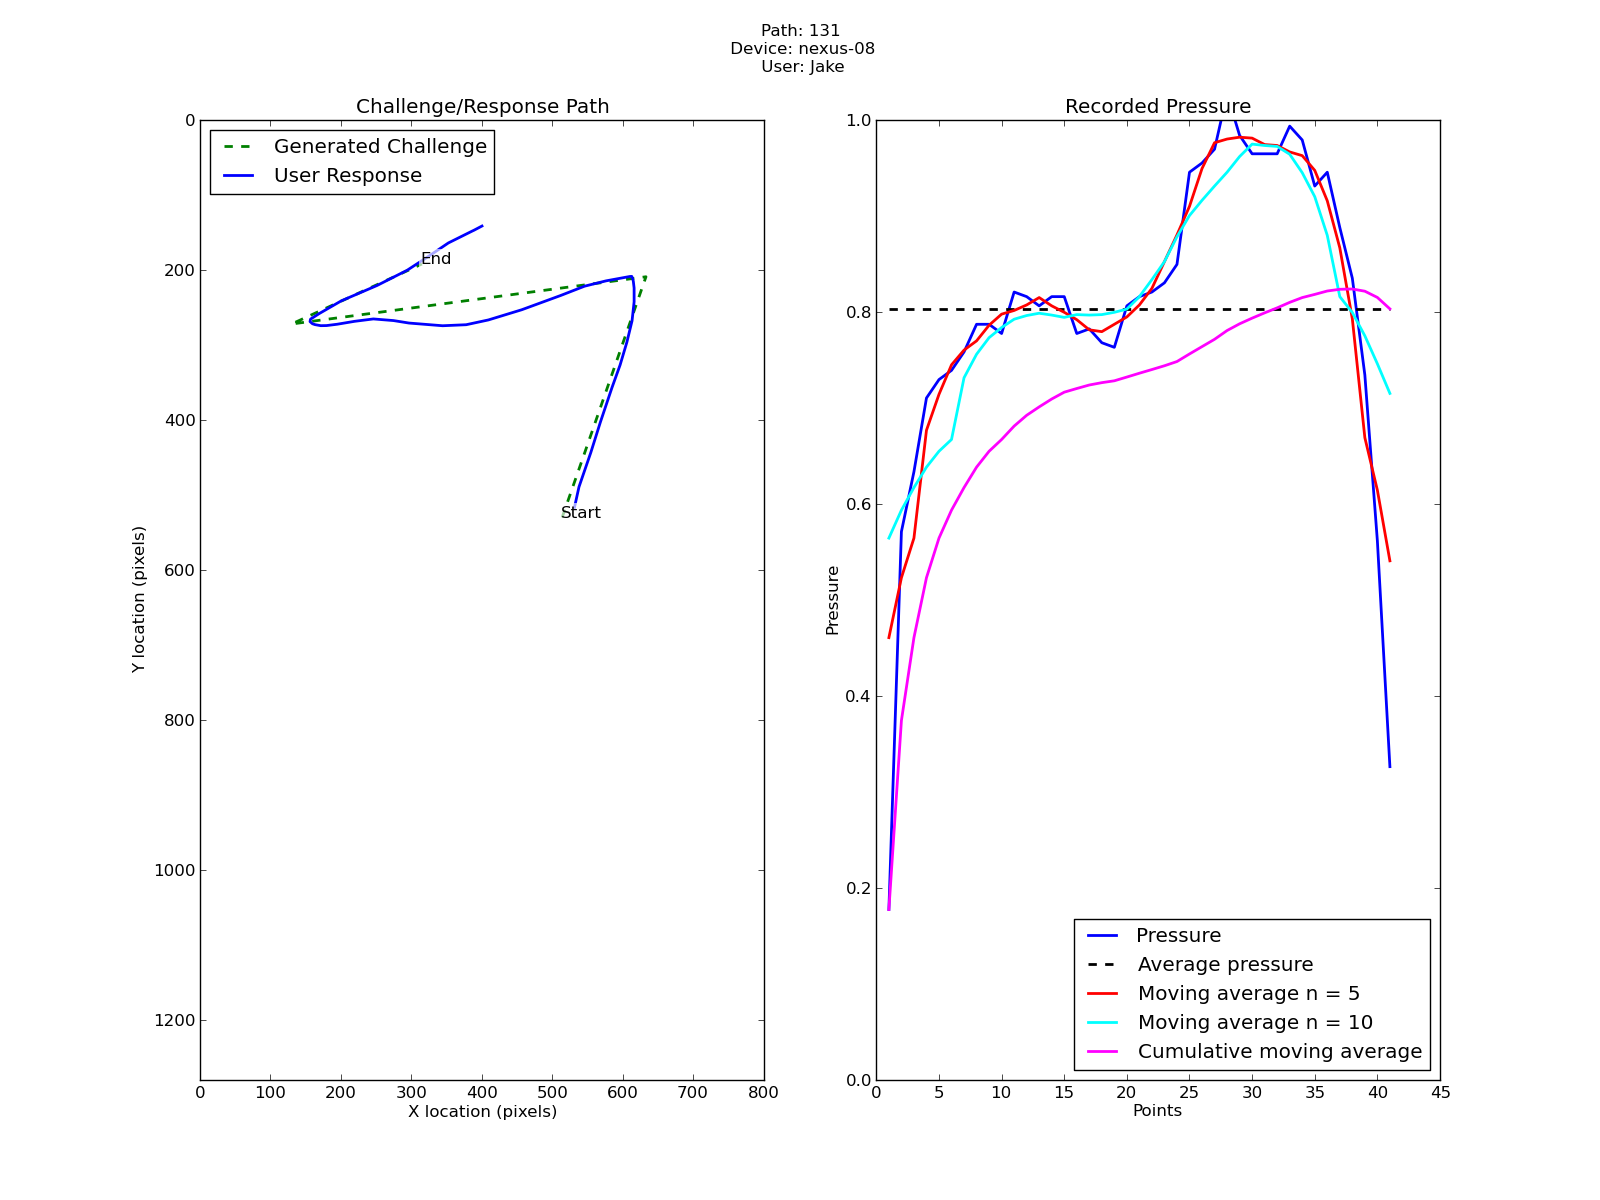 Path: 131
Device: nexus-08
User: Jake
Challenge/Response Path
Generated Challenge
User Response
End
Start
0
200
400
600
800
1000
1200
Y location (pixels)
0 100 200 300 400 500 600 700 800
X location (pixels)
Recorded Pressure
1.0
0.8
0.6
0.4
0.2
0.0
Pressure
Pressure
Average pressure
Moving average n = 5
Moving average n = 10
Cumulative moving average
0 5 10 15 20 25 30 35 40 45
Points